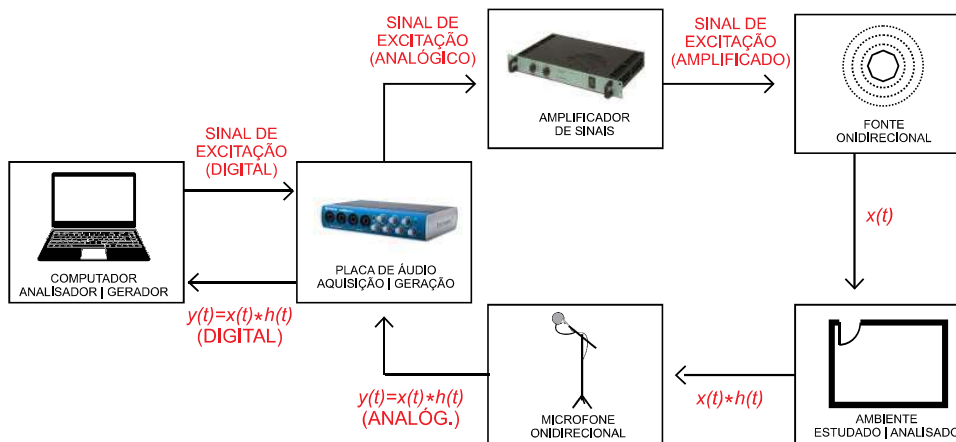 SINAL DE
EXCITAÇÃO
(ANALÓGICO)
SINAL DE
EXCITAÇÃO
(AMPLIFICADO)
AMPLIFICADOR
DE SINAIS
FONTE
ONIDIRECIONAL
SINAL DE
EXCITAÇÃO
(DIGITAL)
x(t)
COMPUTADOR
ANALISADOR | GERADOR
PLACA DE ÁUDIO
AQUISIÇÃO | GERAÇÃO
y(t)=x(t)*h(t)
(DIGITAL)
y(t)=x(t)*h(t)
(ANALÓG.)
MICROFONE
ONIDIRECIONAL
x(t)*h(t)
AMBIENTE
ESTUDADO | ANALISADO